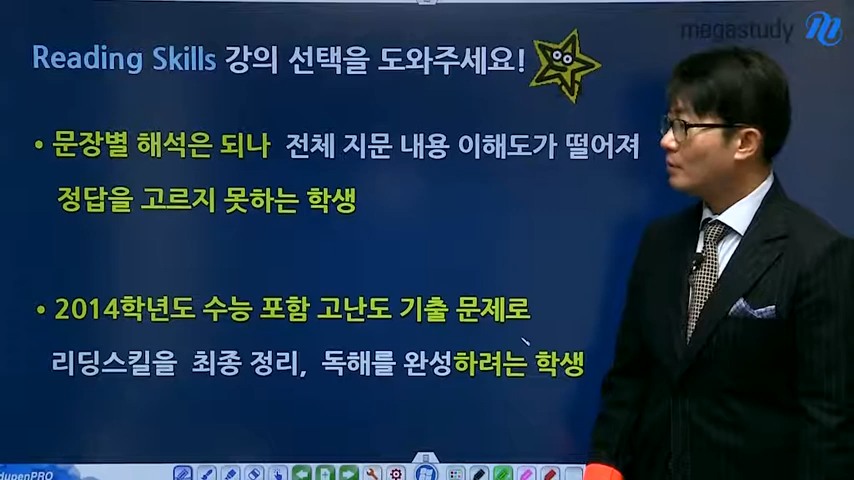 megastudy
Reading Skills 강의 선택을 도와주세요!
• 문장별 해석은 되나 전체 지문 내용 이해도가 떨어져
정답을 고르지 못하는 학생
• 2014학년도 수능 포함 고난도 기출 문제로
리딩스킬을 최종 정리, 독해를 완성하려는 학생
dupenPRO